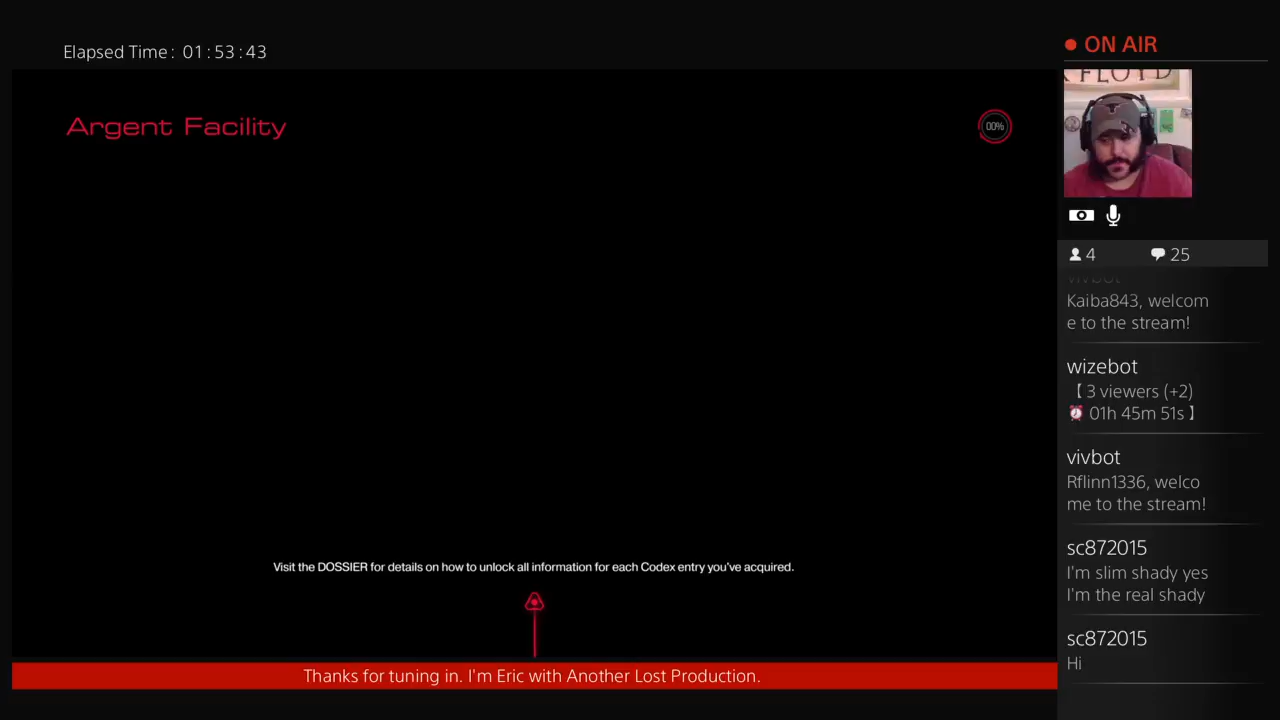 Elapsed Time: 01:53:43
ON AIR
FLOYD
Argent Facility
00%
4
25
vivbot
Kaiba843, welcom
e to the stream!
wizebot
【3 viewers (+2)
⏰ 01h 45m 51s】
vivbot
Rflinn1336, welco
me to the stream!
sc872015
I'm slim shady yes
I'm the real shady
sc872015
Hi
Visit the DOSSIER for details on how to unlock all information for each Codex entry you've acquired.
Thanks for tuning in. I'm Eric with Another Lost Production.